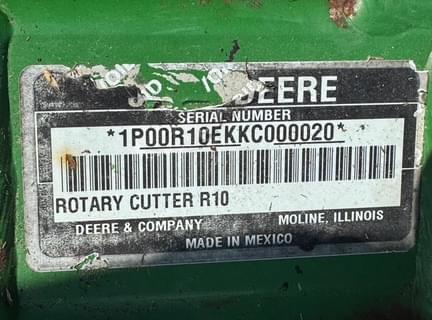 DEERE
SERIAL NUMBER
*1P00R10EKKC000020*
ROTARY CUTTER R10
DEERE & COMPANY MOLINE, ILLINOIS
MADE IN MEXICO